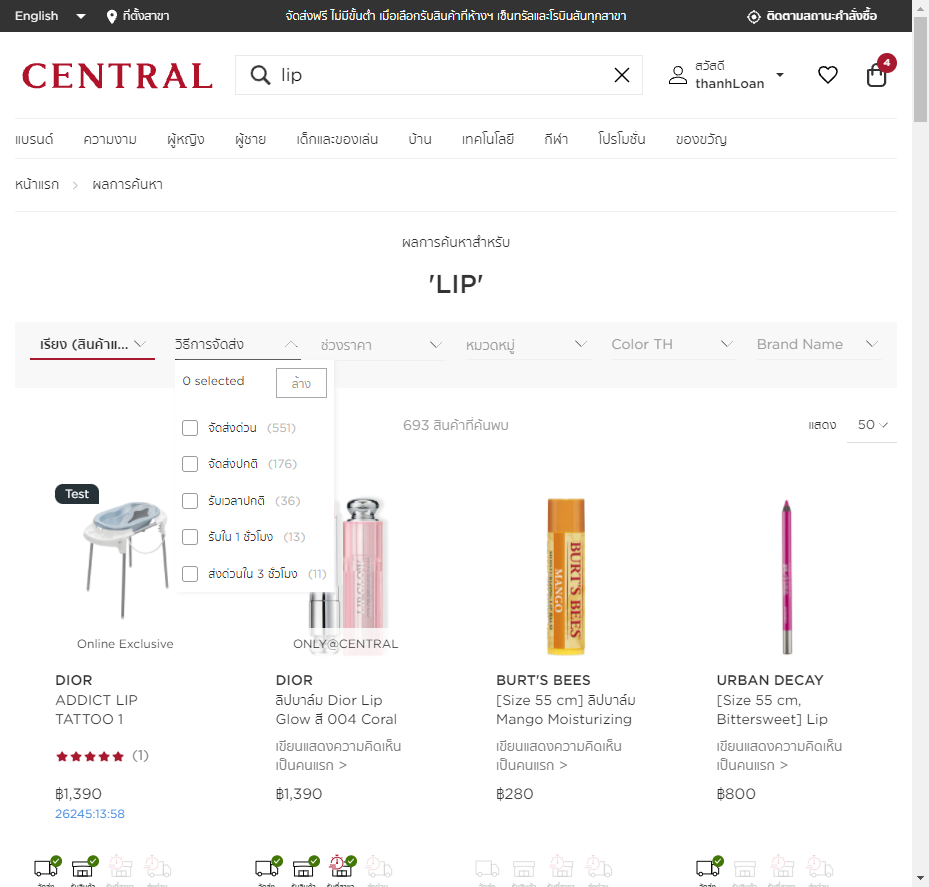 English
ที่ตั้งสาขา
จัดส่งฟรี ไม่มีขั้นต่ำ เมื่อเลือกรับสินค้าที่ห้างฯ เซ็นทรัลและโรบินสันทุกสาขา
ติดตามสถานะคำสั่งซื้อ
CENTRAL
lip
สวัสดี
thanhLoan
4
แบรนด์ ความงาม ผู้หญิง ผู้ชาย เด็กและของเล่น บ้าน เทคโนโลยี กีฬา โปรโมชั่น ของขวัญ
หน้าแรก > ผลการค้นหา
ผลการค้นหาสำหรับ
'LIP'
เรียง (สินค้าแ... วิธีการจัดส่ง ช่วงราคา หมวดหมู่ Color TH Brand Name
0 selected ล้าง
จัดส่งด่วน (551)
จัดส่งปกติ (176)
รับเวลาปกติ (36)
รับใน 1 ชั่วโมง (13)
ส่งด่วนใน 3 ชั่วโมง (11)
693 สินค้าที่ค้นพบ
แสดง 50
Test
Online Exclusive
DIOR
ADDICT LIP
TATTOO 1
(1)
฿1,390
26245:13:58
ONLY@CENTRAL
DIOR
ลิปบาล์ม Dior Lip
Glow สี 004 Coral
เขียนแสดงความคิดเห็น
เป็นคนแรก >
฿1,390
BURT'S BEES
MANGO
BURT'S BEES
[Size 55 cm] ลิปบาล์ม
Mango Moisturizing
เขียนแสดงความคิดเห็น
เป็นคนแรก >
฿280
URBAN DECAY
[Size 55 cm,
Bittersweet] Lip
เขียนแสดงความคิดเห็น
เป็นคนแรก >
฿800